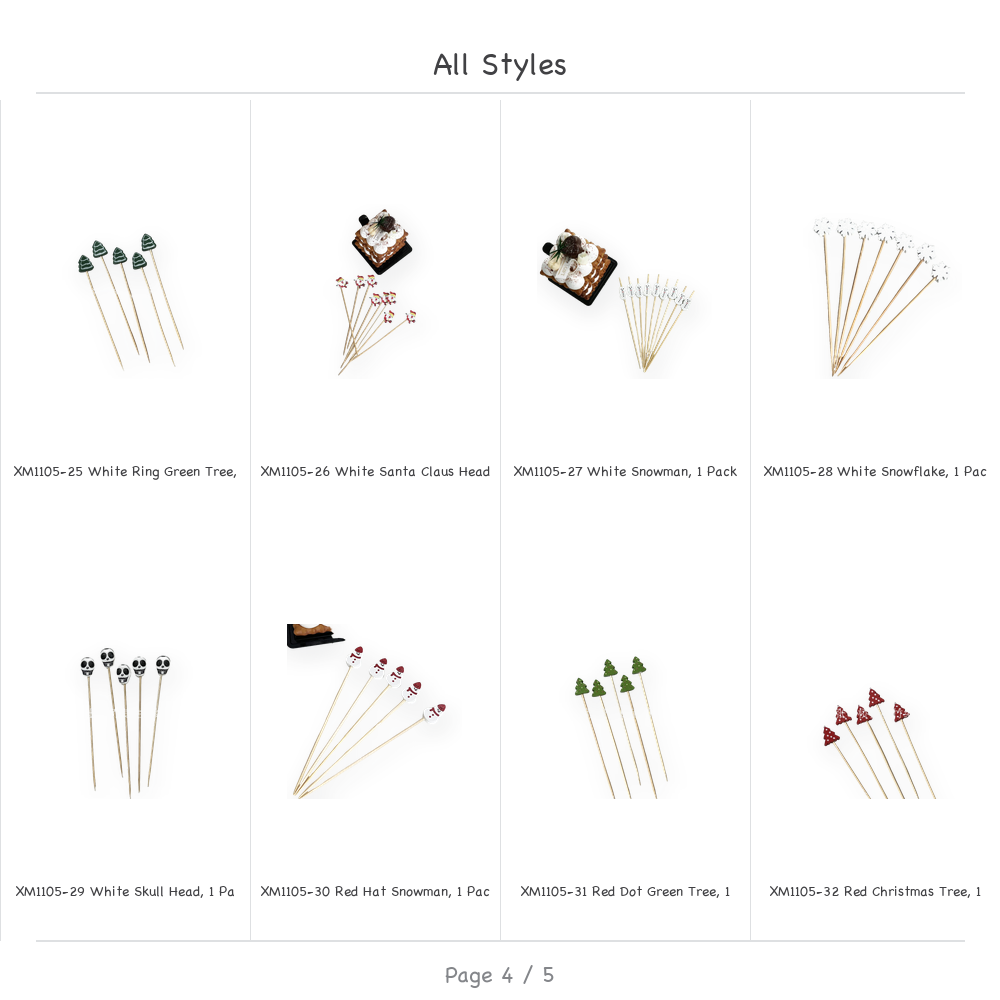 All Styles
XM1105-25 White Ring Green Tree,
XM1105-26 White Santa Claus Head
XM1105-27 White Snowman, 1 Pack
XM1105-28 White Snowflake, 1 Pac
XM1105-29 White Skull Head, 1 Pa
XM1105-30 Red Hat Snowman, 1 Pac
XM1105-31 Red Dot Green Tree, 1
XM1105-32 Red Christmas Tree, 1
Page 4 / 5